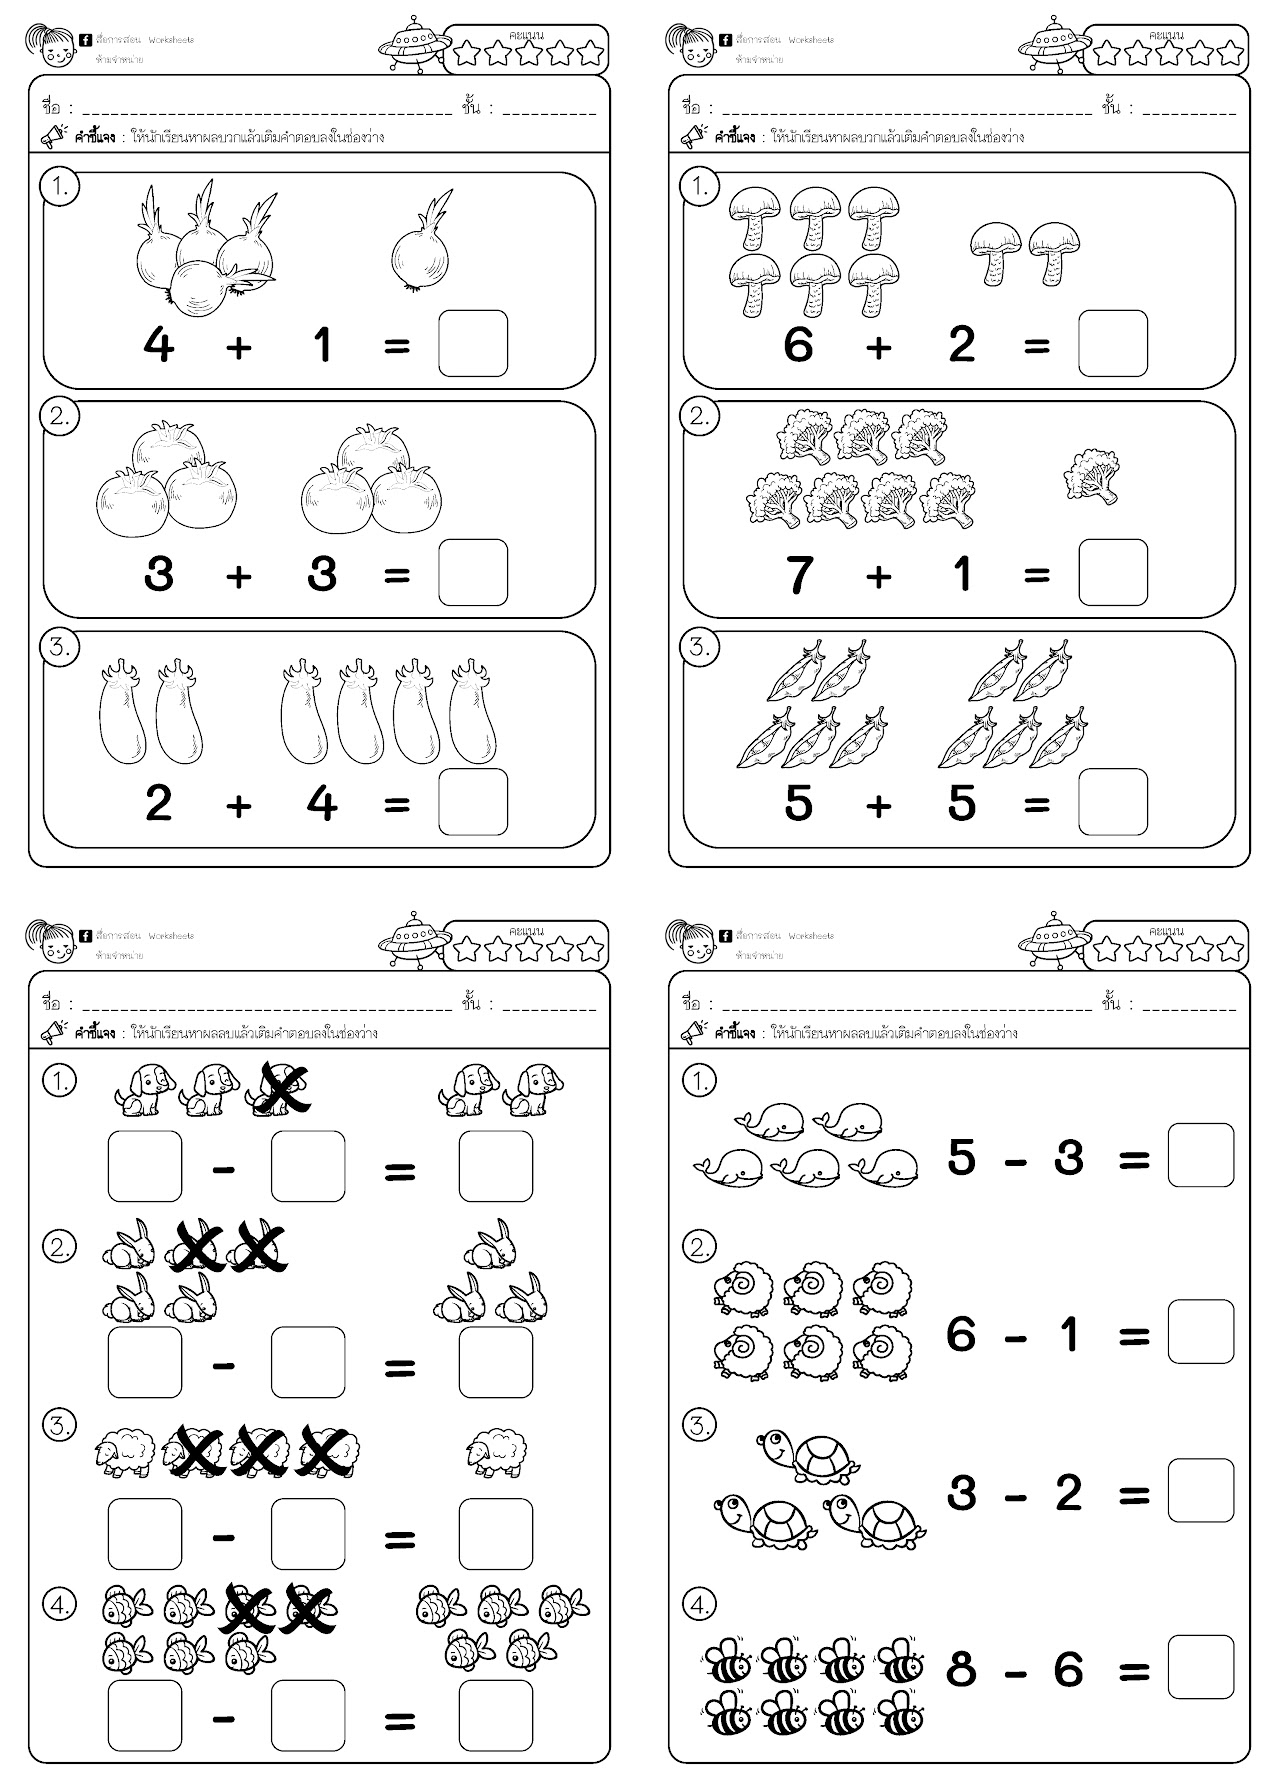 สื่อการสอน Worksheets
ห้ามจำหน่าย
คะแนน
ชื่อ : ชั้น :
คำชี้แจง : ให้นักเรียนหาผลบวกแล้วเติมคำตอบลงในช่องว่าง
1.
4 + 1 =
2.
3 + 3 =
3.
2 + 4 =
สื่อการสอน Worksheets
ห้ามจำหน่าย
คะแนน
ชื่อ : ชั้น :
คำชี้แจง : ให้นักเรียนหาผลบวกแล้วเติมคำตอบลงในช่องว่าง
1.
6 + 2 =
2.
7 + 1 =
3.
5 + 5 =
สื่อการสอน Worksheets
ห้ามจำหน่าย
คะแนน
ชื่อ : ชั้น :
คำชี้แจง : ให้นักเรียนหาผลลบแล้วเติมคำตอบลงในช่องว่าง
1.
- =
2.
- =
3.
- =
4.
- =
สื่อการสอน Worksheets
ห้ามจำหน่าย
คะแนน
ชื่อ : ชั้น :
คำชี้แจง : ให้นักเรียนหาผลลบแล้วเติมคำตอบลงในช่องว่าง
1.
5 - 3 =
2.
6 - 1 =
3.
3 - 2 =
4.
8 - 6 =